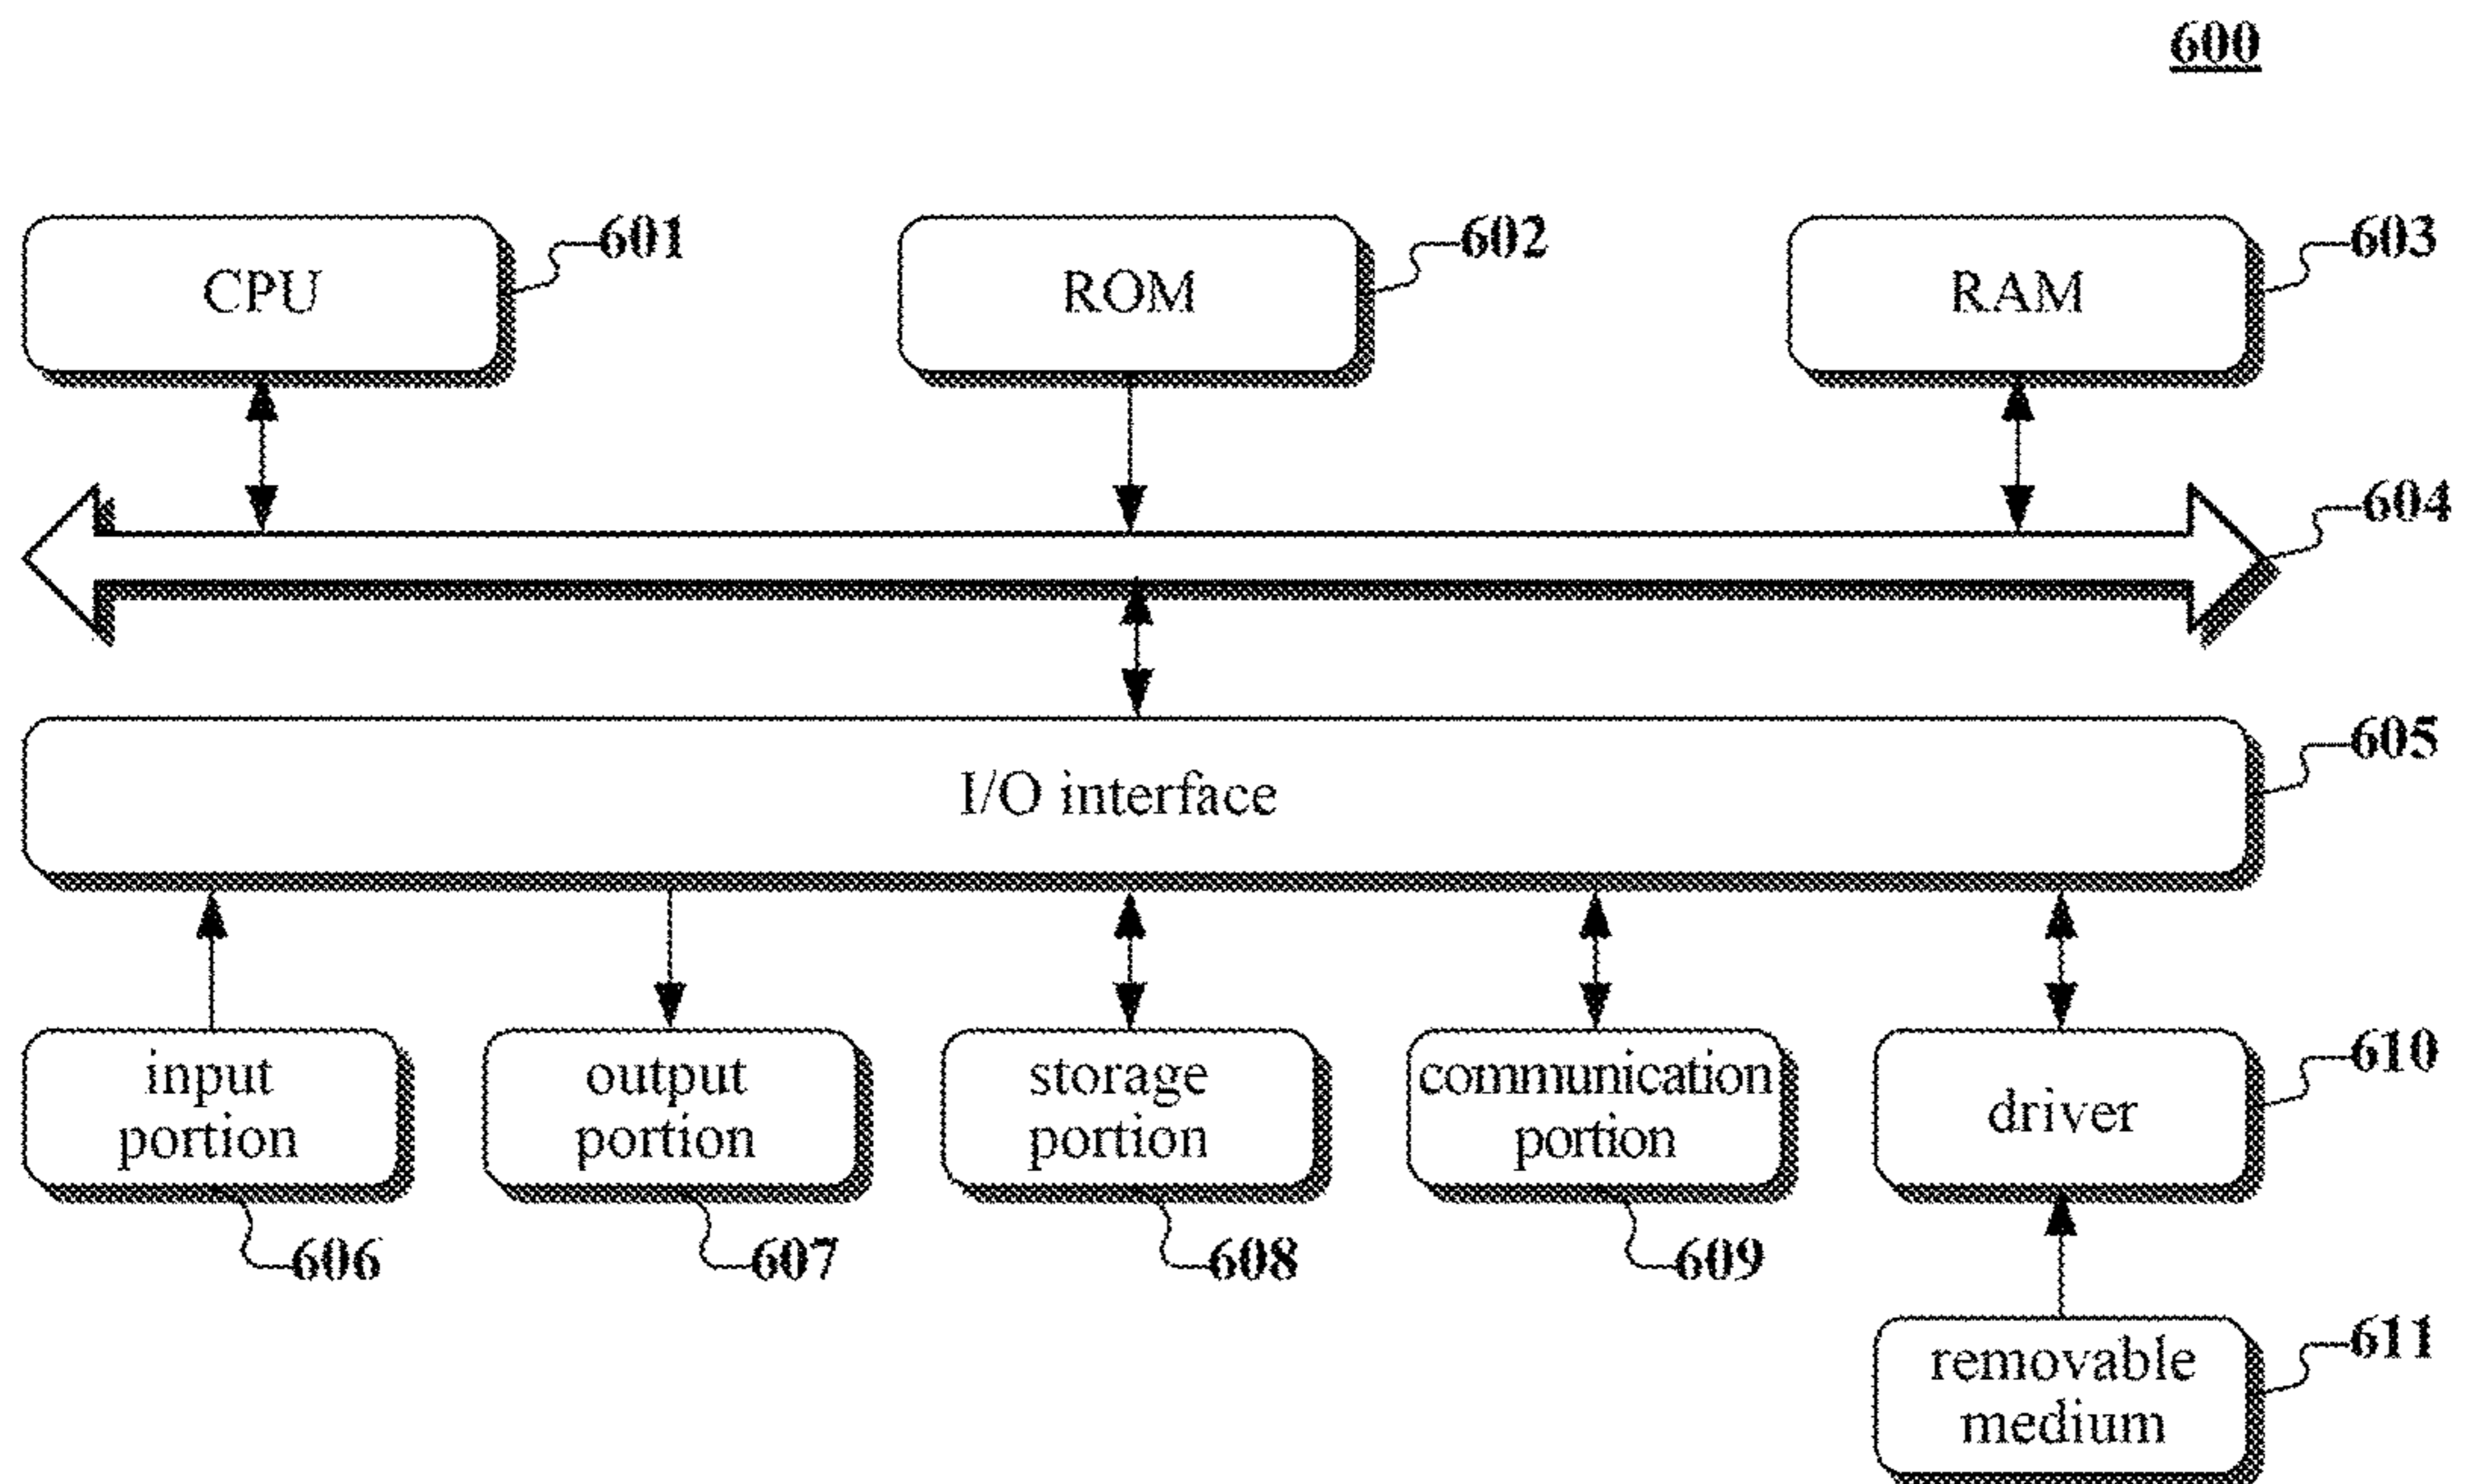 600
CPU
601
ROM
602
RAM
603
604
I/O interface
605
input
portion
606
output
portion
607
storage
portion
608
communication
portion
609
driver
610
removable
medium
611